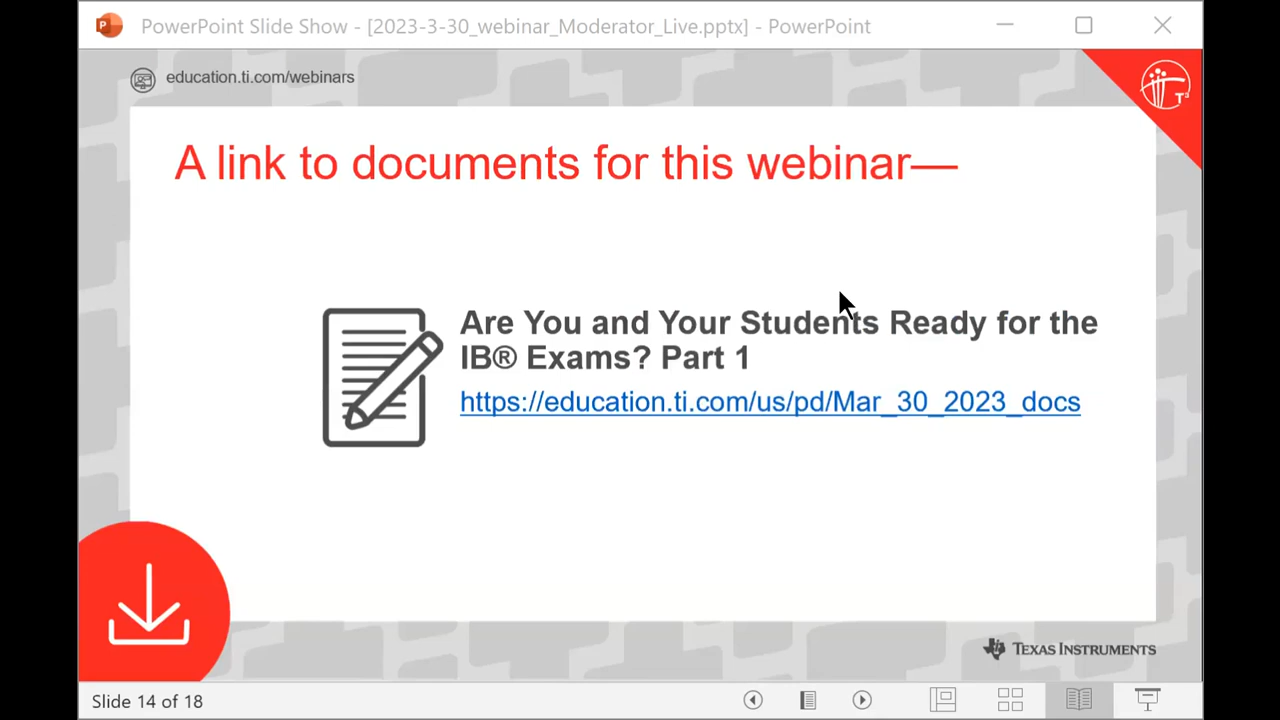 PowerPoint Slide Show - [2023-3-30_webinar_Moderator_Live.pptx] - PowerPoint
education.ti.com/webinars
A link to documents for this webinar—
Are You and Your Students Ready for the
IB® Exams? Part 1
https://education.ti.com/us/pd/Mar_30_2023_docs
TEXAS INSTRUMENTS
Slide 14 of 18